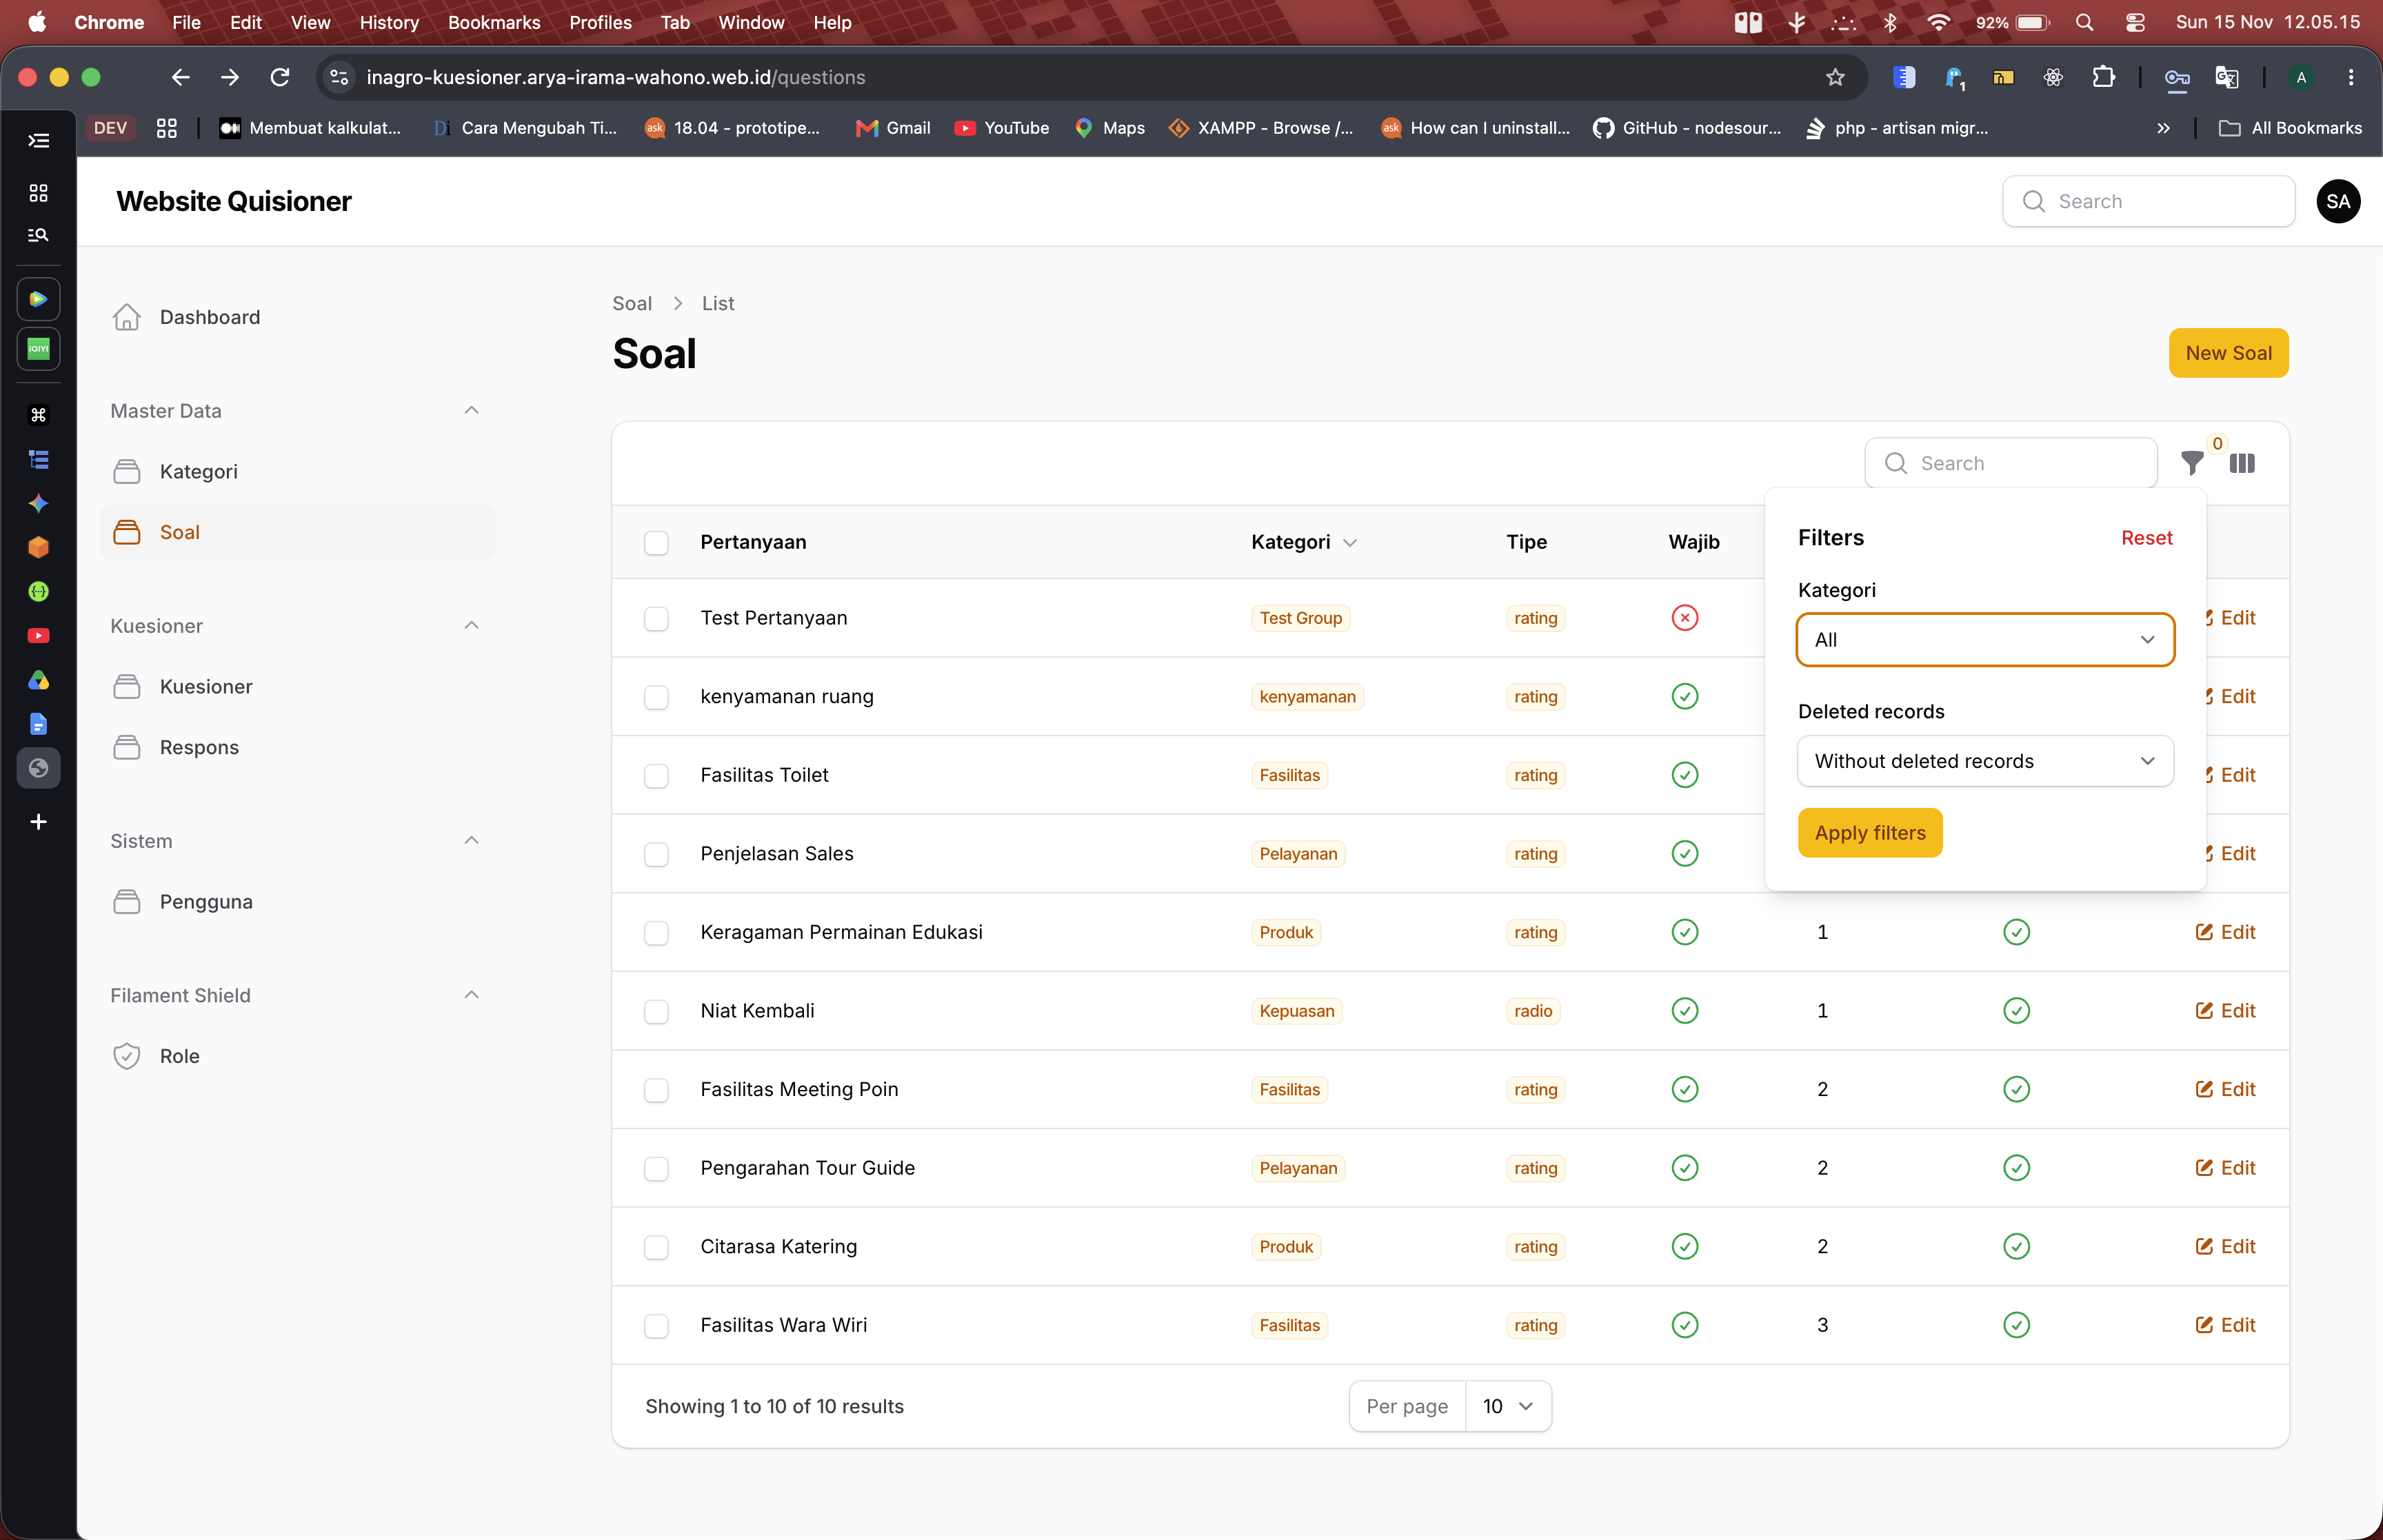 Chrome File Edit View History Bookmarks Profiles Tab Window Help 92% Sun 15 Nov 12.05.15
inagro-kuesioner.arya-irama-wahono.web.id/questions 1 A
DEV Membuat kalkulat... Di Cara Mengubah Ti... ask 18.04 - prototipe... Gmail YouTube Maps XAMPP - Browse /... ask How can I uninstall... GitHub - nodesour... php - artisan migr... » All Bookmarks
Website Quisioner Search SA
iQIYI
Dashboard
Master Data
Kategori
Soal
Kuesioner
Kuesioner
Respons
Sistem
Pengguna
Filament Shield
Role
Soal > List
Soal New Soal
Search 0
Pertanyaan Kategori Tipe Wajib
Test Pertanyaan Test Group rating Edit
kenyamanan ruang kenyamanan rating Edit
Fasilitas Toilet Fasilitas rating Edit
Penjelasan Sales Pelayanan rating Edit
Keragaman Permainan Edukasi Produk rating 1 Edit
Niat Kembali Kepuasan radio 1 Edit
Fasilitas Meeting Poin Fasilitas rating 2 Edit
Pengarahan Tour Guide Pelayanan rating 2 Edit
Citarasa Katering Produk rating 2 Edit
Fasilitas Wara Wiri Fasilitas rating 3 Edit
Showing 1 to 10 of 10 results Per page 10
Filters Reset
Kategori
All
Deleted records
Without deleted records
Apply filters